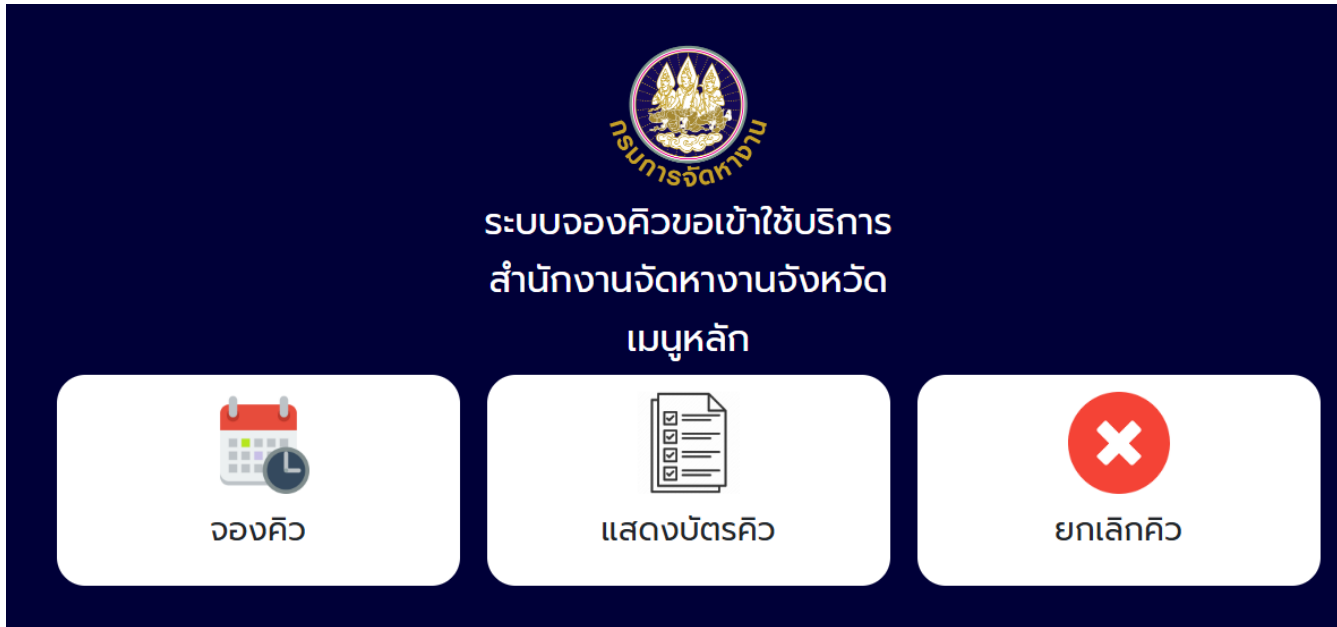 กรมการจัดหางาน
ระบบจองคิวขอเข้าใช้บริการ
สำนักงานจัดหางานจังหวัด
เมนูหลัก
จองคิว
แสดงบัตรคิว
ยกเลิกคิว